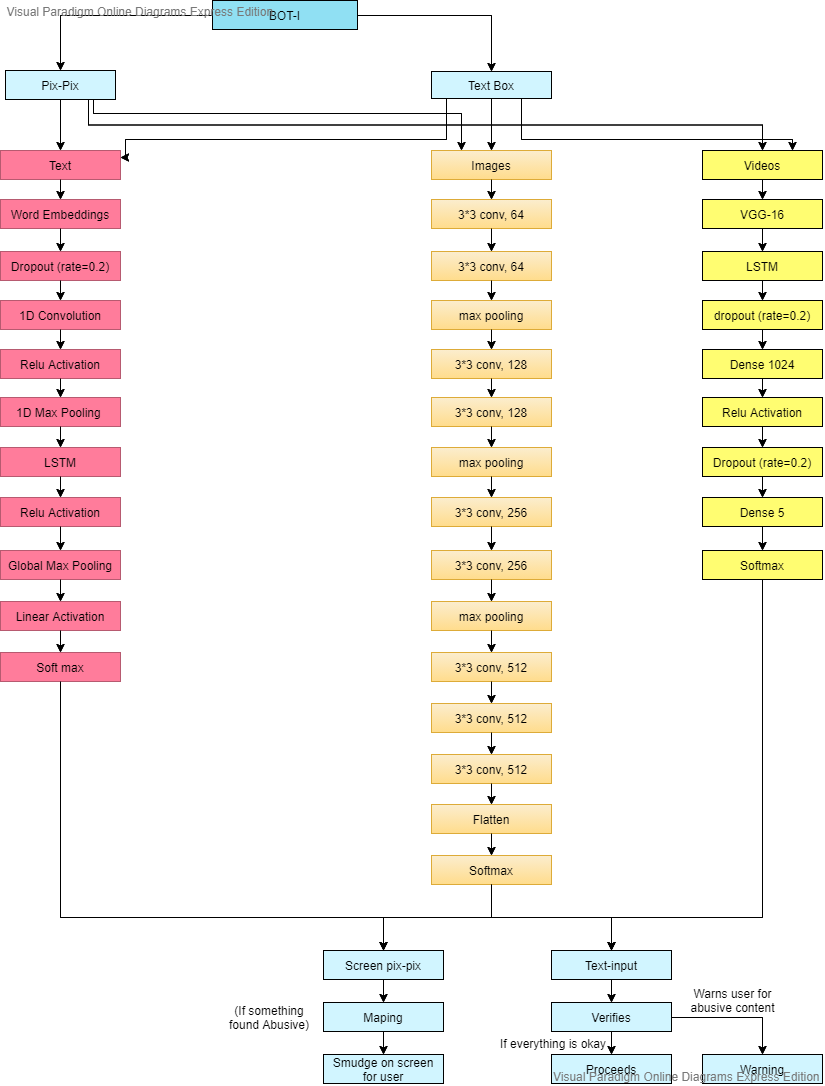 Visual Paradigm Online Diagrams Express Edition
BOT-I
Pix-Pix
Text Box
Text
Images
Videos
Word Embeddings
3*3 conv, 64
VGG-16
Dropout (rate=0.2)
3*3 conv, 64
LSTM
1D Convolution
max pooling
dropout (rate=0.2)
Relu Activation
3*3 conv, 128
Dense 1024
1D Max Pooling
3*3 conv, 128
Relu Activation
LSTM
max pooling
Dropout (rate=0.2)
Relu Activation
3*3 conv, 256
Dense 5
Global Max Pooling
3*3 conv, 256
Softmax
Linear Activation
max pooling
Soft max
3*3 conv, 512
3*3 conv, 512
3*3 conv, 512
Flatten
Softmax
Screen pix-pix
Text-input
(If something
found Abusive)
Maping
Verifies
Warns user for
abusive content
If everything is okay
Smudge on screen
for user
Proceeds
Warning
Visual Paradigm Online Diagrams Express Edition